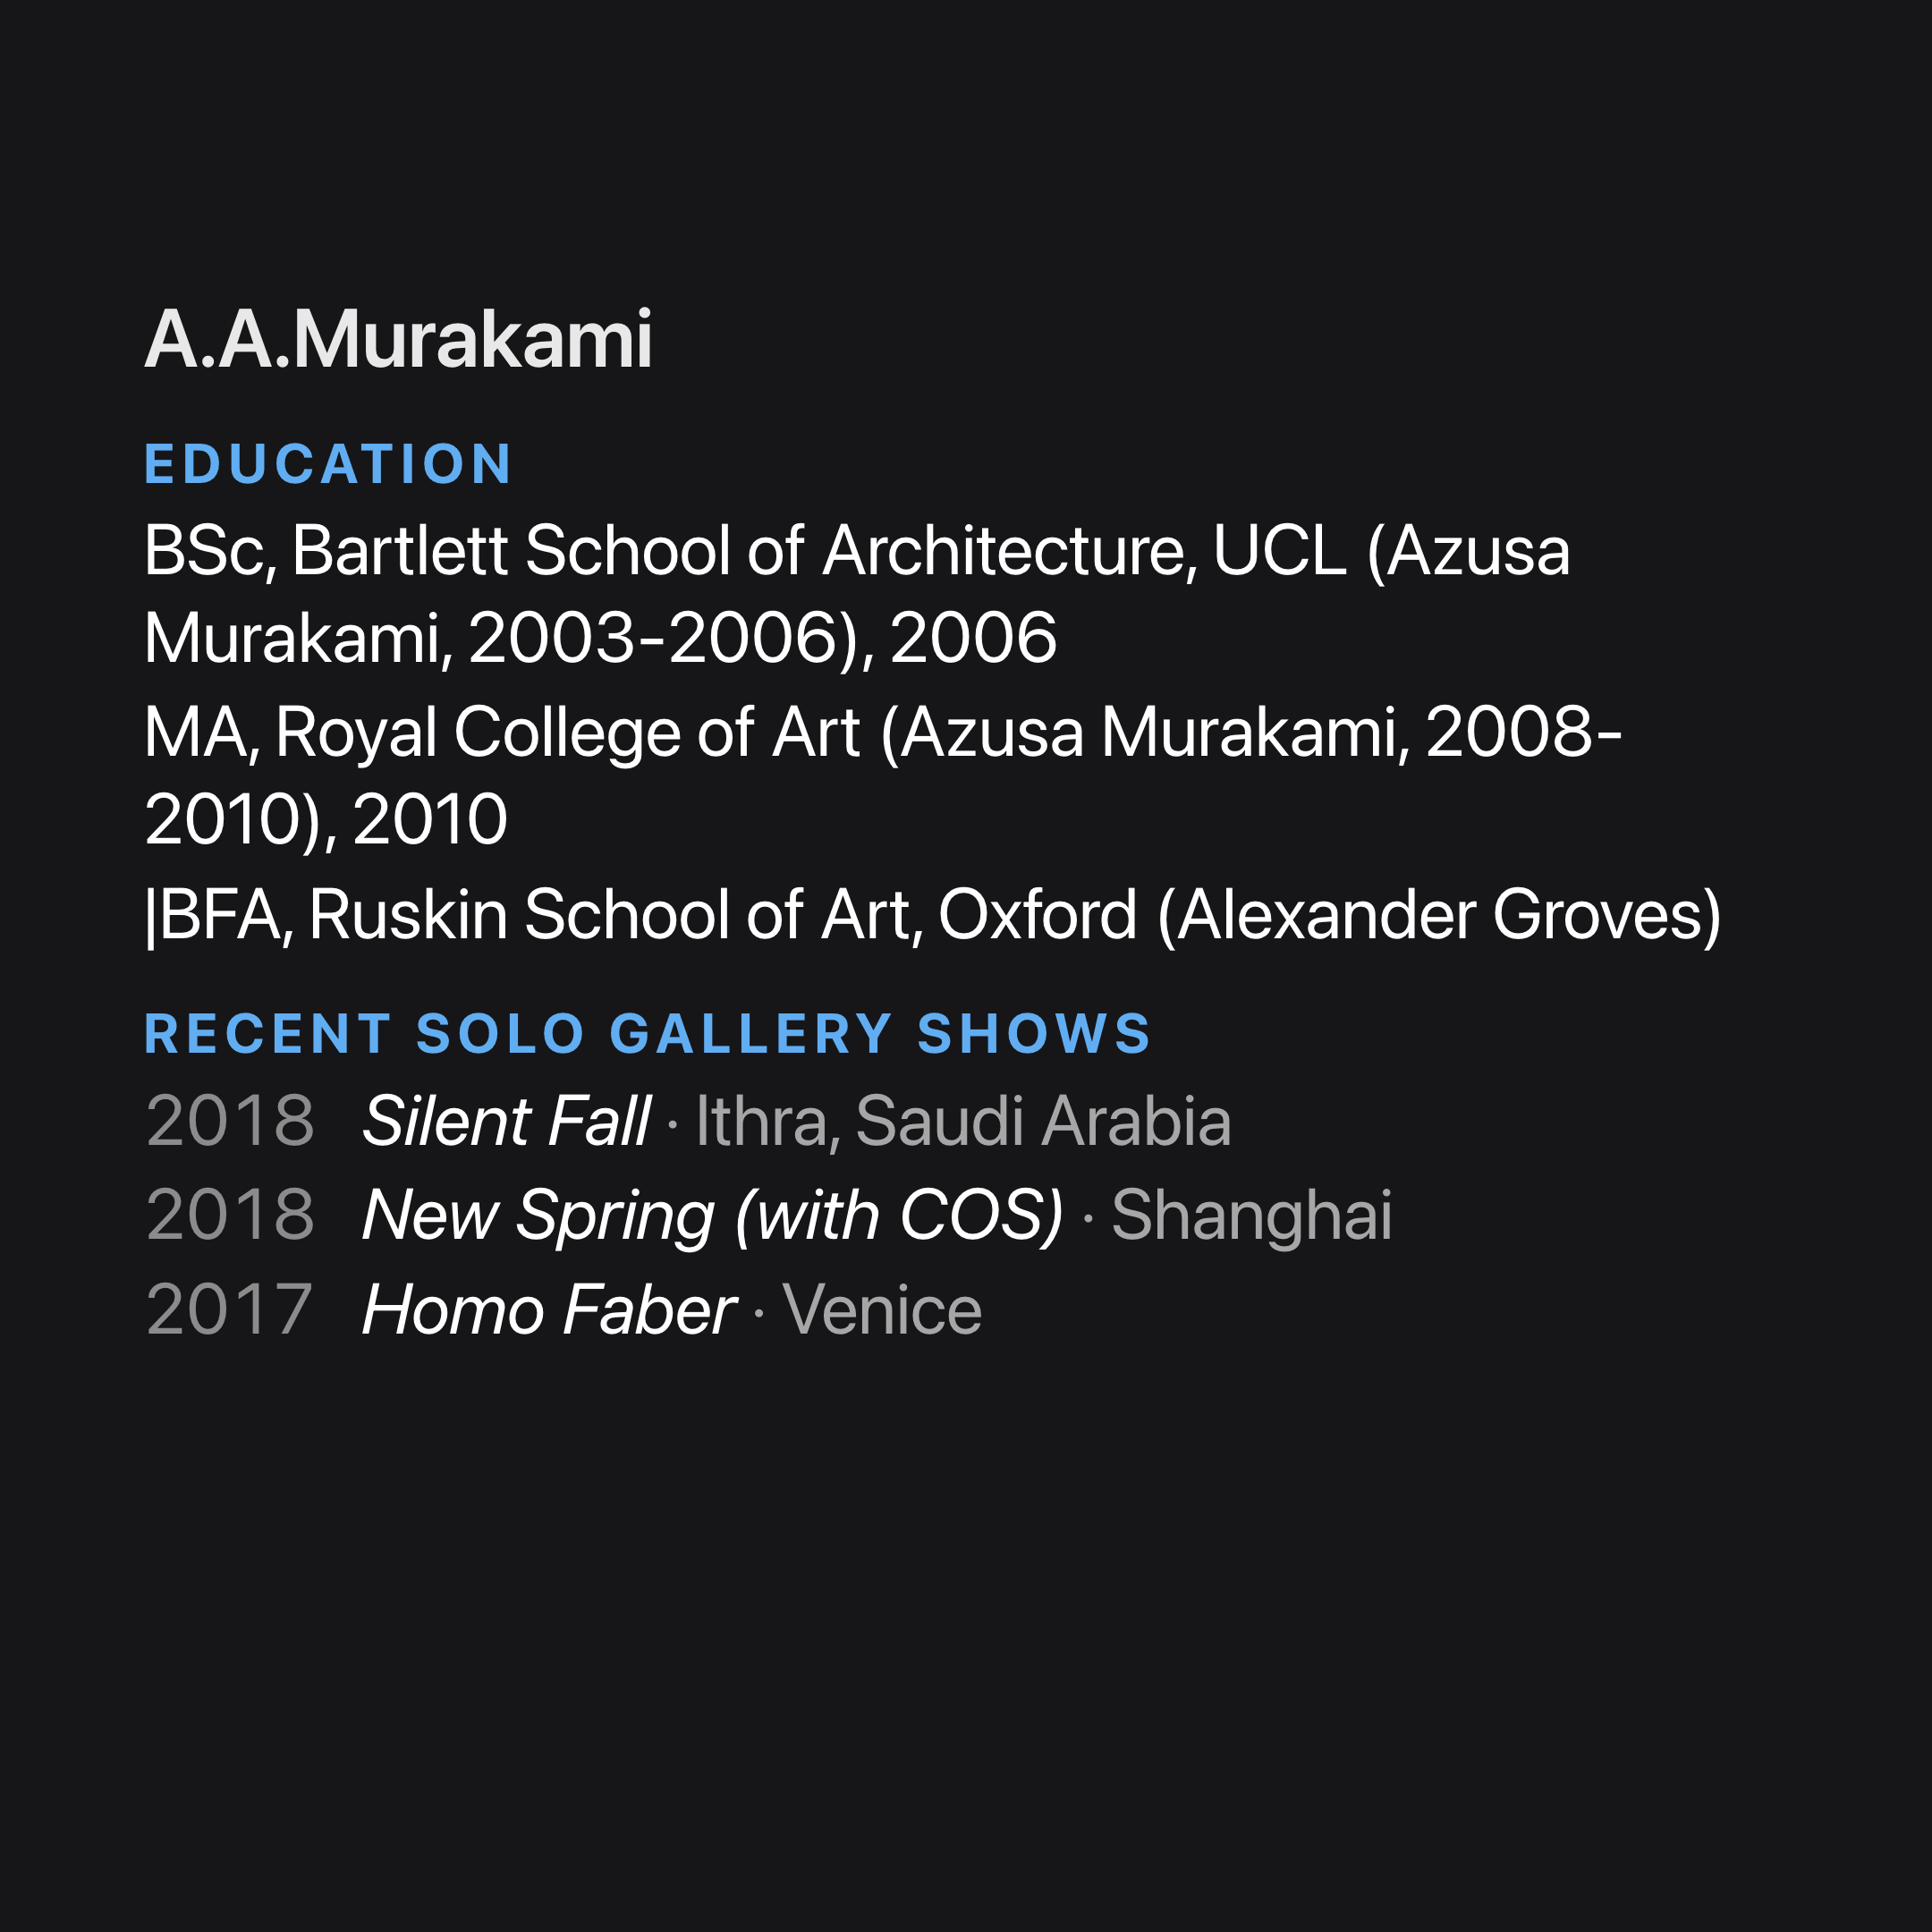 A.A.Murakami
EDUCATION
BSc, Bartlett School of Architecture, UCL (Azusa
Murakami, 2003-2006), 2006
MA, Royal College of Art (Azusa Murakami, 2008-
2010), 2010
|BFA, Ruskin School of Art, Oxford (Alexander Groves)
RECENT SOLO GALLERY SHOWS
2018 Silent Fall · Ithra, Saudi Arabia
2018 New Spring (with COS) · Shanghai
2017 Homo Faber · Venice